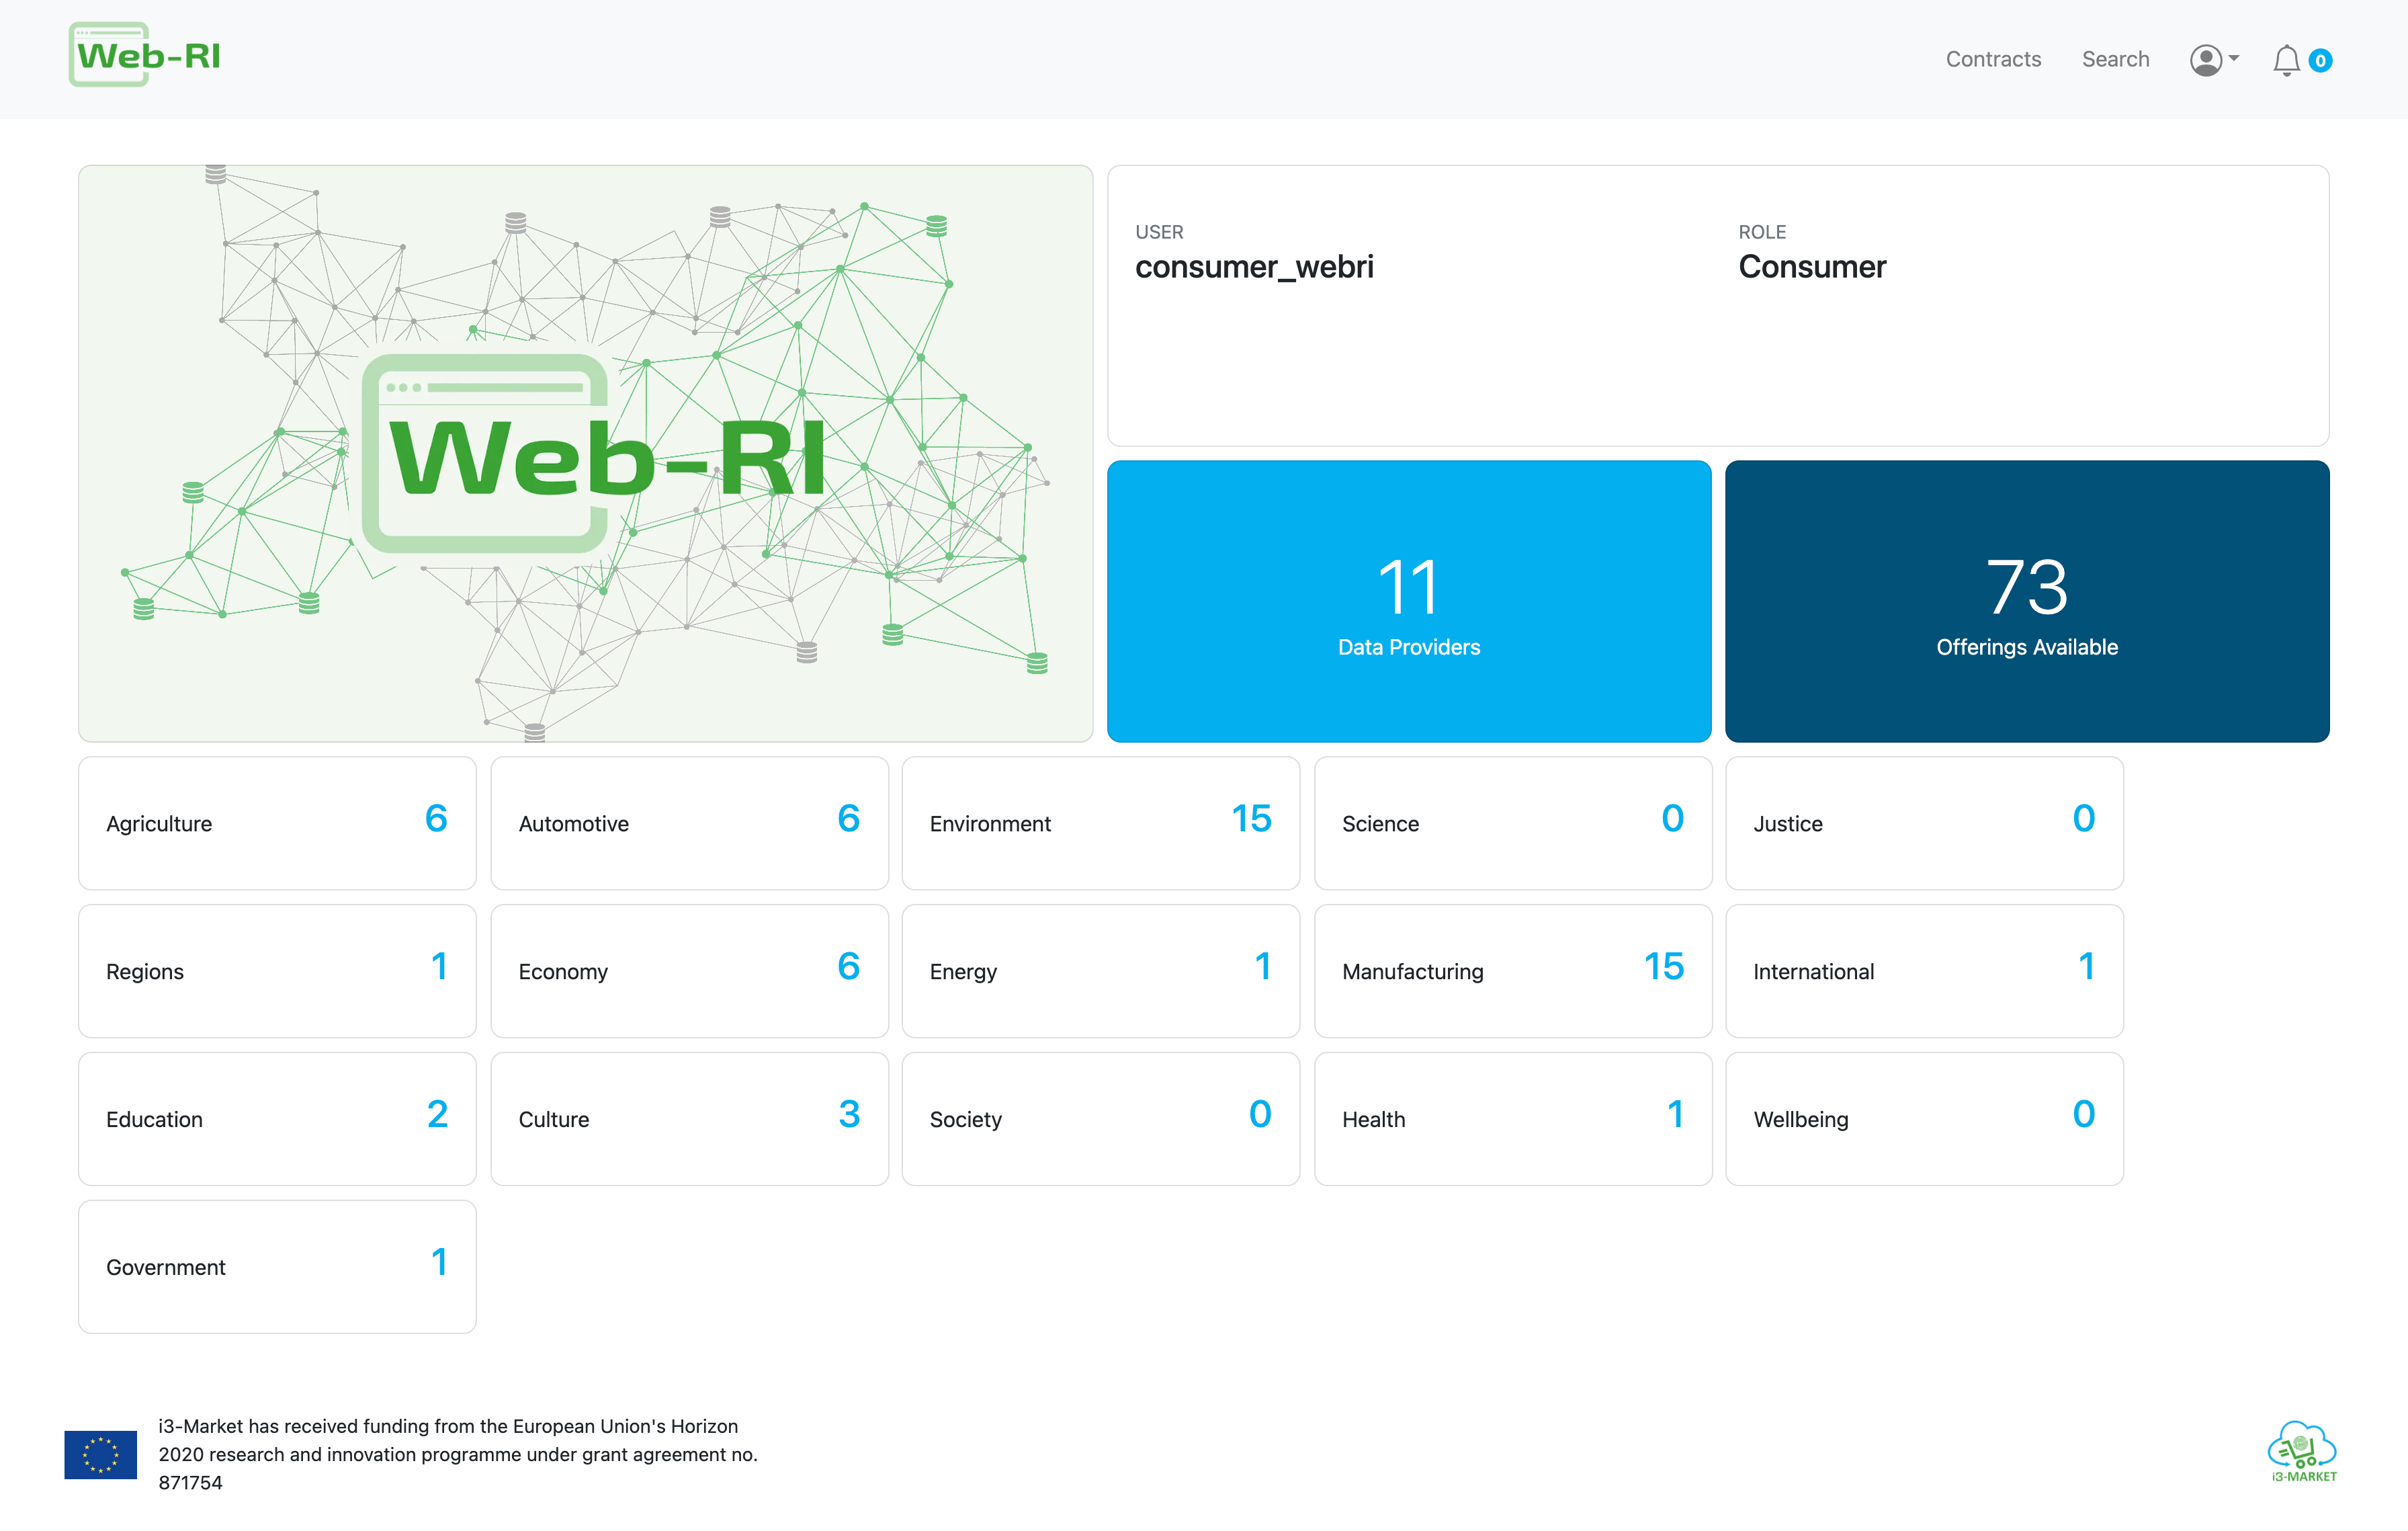 Web-RI
Contracts
Search
0
Web-RI
USER
consumer_webri
ROLE
Consumer
11
Data Providers
73
Offerings Available
Agriculture 6
Automotive 6
Environment 15
Science 0
Justice 0
Regions 1
Economy 6
Energy 1
Manufacturing 15
International 1
Education 2
Culture 3
Society 0
Health 1
Wellbeing 0
Government 1
i3-Market has received funding from the European Union's Horizon
2020 research and innovation programme under grant agreement no.
871754
i3-MARKET